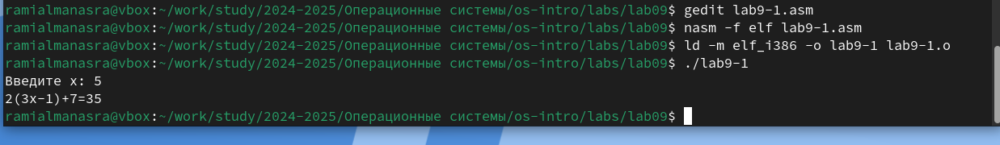 ramialmanasra@vbox:~/work/study/2024-2025/Операционные системы/os-intro/labs/lab09$ gedit lab9-1.asm
ramialmanasra@vbox:~/work/study/2024-2025/Операционные системы/os-intro/labs/lab09$ nasm -f elf lab9-1.asm
ramialmanasra@vbox:~/work/study/2024-2025/Операционные системы/os-intro/labs/lab09$ ld -m elf_i386 -o lab9-1 lab9-1.o
ramialmanasra@vbox:~/work/study/2024-2025/Операционные системы/os-intro/labs/lab09$ ./lab9-1
Введите x: 5
2(3x-1)+7=35
ramialmanasra@vbox:~/work/study/2024-2025/Операционные системы/os-intro/labs/lab09$